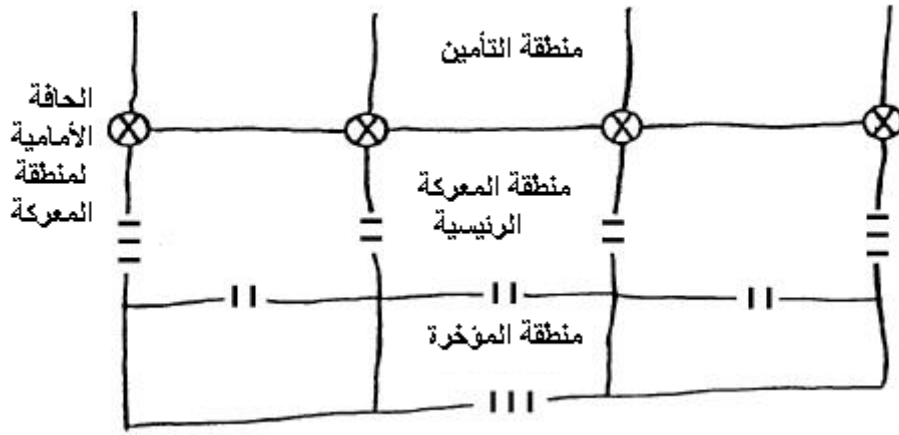 منطقة التأمين
الحافة
الأمامية
لمنطقة
المعركة
منطقة المعركة
الرئيسية
منطقة المؤخرة